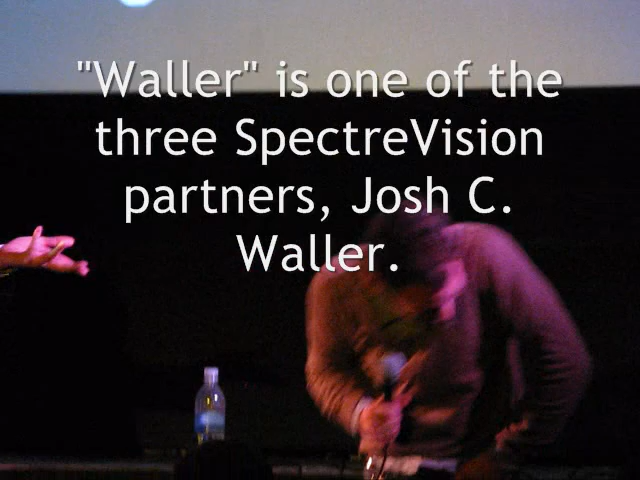 "Waller" is one of the
three SpectreVision
partners, Josh C.
Waller.